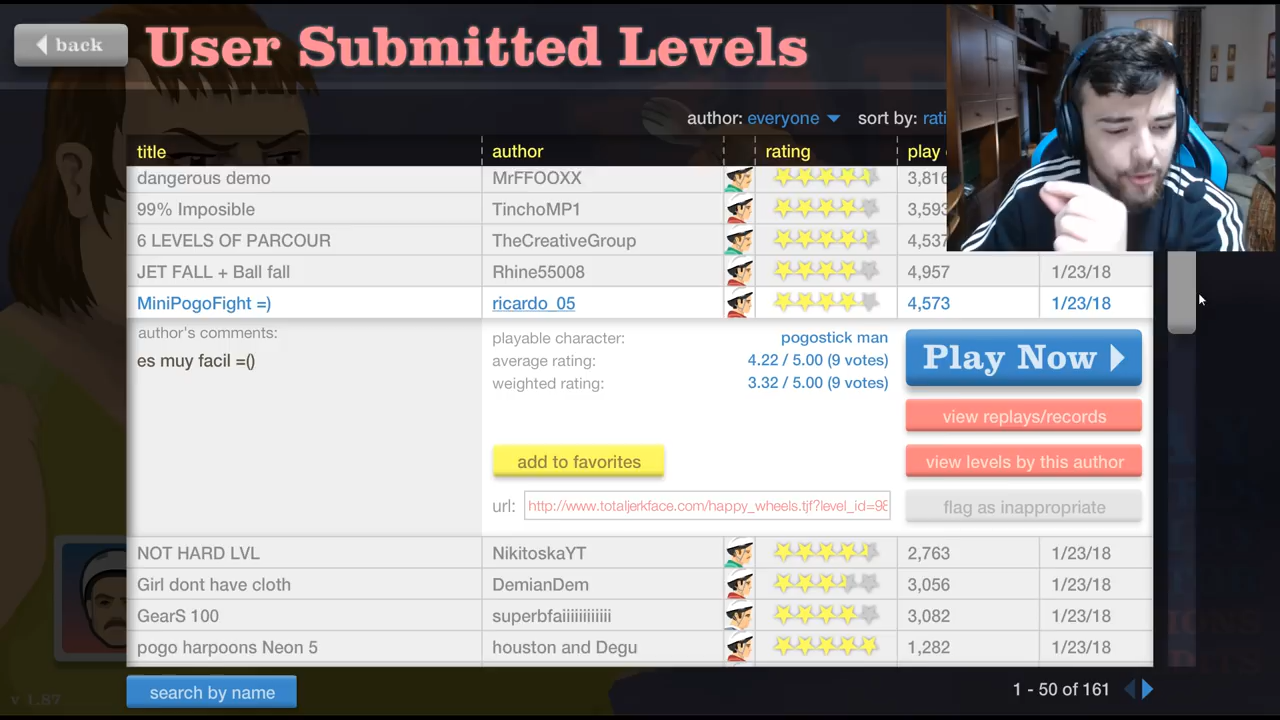 back
User Submitted Levels
author: everyone sort by: rati
title author rating play
dangerous demo MrFFOOXX 3,816
99% Imposible TinchoMP1 3,593
6 LEVELS OF PARCOUR TheCreativeGroup 4,537
JET FALL + Ball fall Rhine55008 4,957 1/23/18
MiniPogoFight =) ricardo_05 4,573 1/23/18
author's comments:
es muy facil =()
playable character: pogostick man
average rating: 4.22 / 5.00 (9 votes)
weighted rating: 3.32 / 5.00 (9 votes)
Play Now
view replays/records
add to favorites
view levels by this author
url: http://www.totaljerkface.com/happy_wheels.tjf?level_id=98
flag as inappropriate
NOT HARD LVL NikitoskaYT 2,763 1/23/18
Girl dont have cloth DemianDem 3,056 1/23/18
GearS 100 superbfaiiiiiiiiiiii 3,082 1/23/18
pogo harpoons Neon 5 houston and Degu 1,282 1/23/18
search by name
1 - 50 of 161
v 1.87